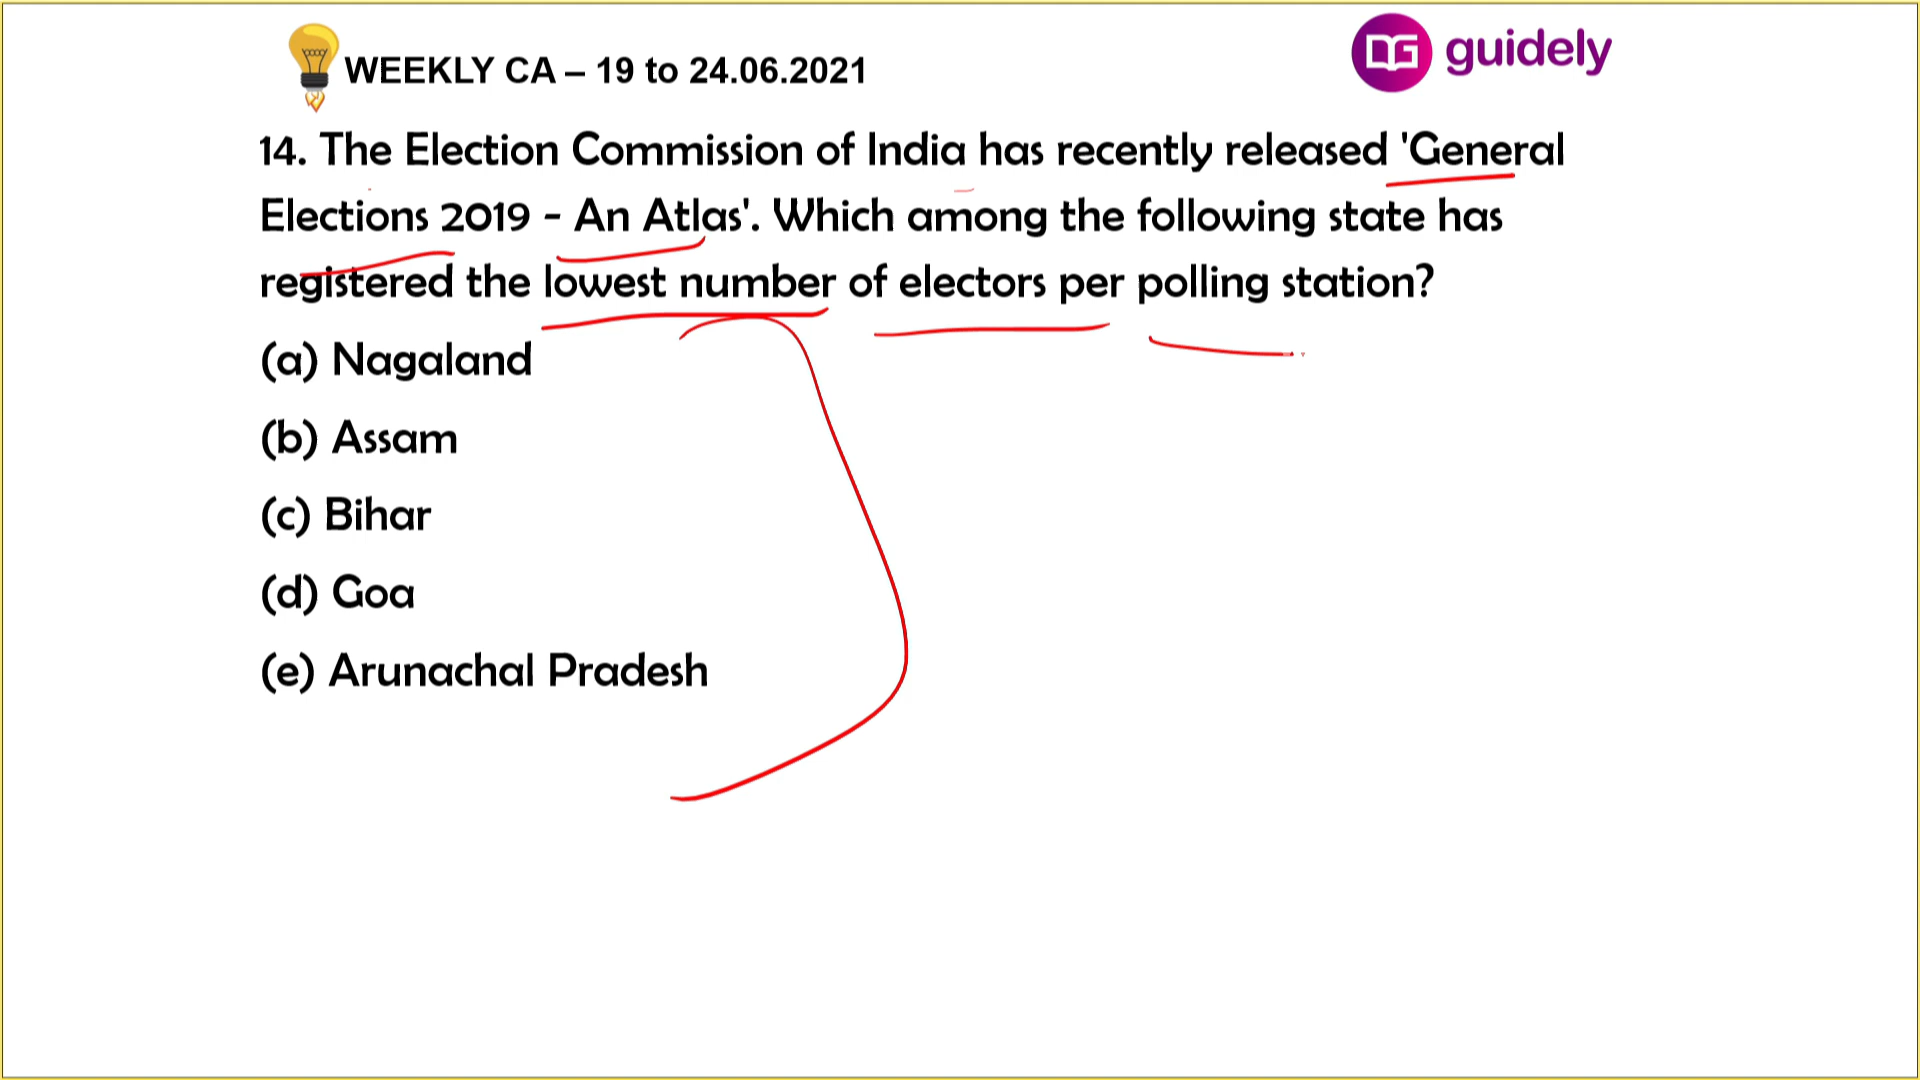 WEEKLY CA – 19 to 24.06.2021
guidely
14. The Election Commission of India has recently released 'General
Elections 2019 - An Atlas'. Which among the following state has
registered the lowest number of electors per polling station?
(a) Nagaland
(b) Assam
(c) Bihar
(d) Goa
(e) Arunachal Pradesh